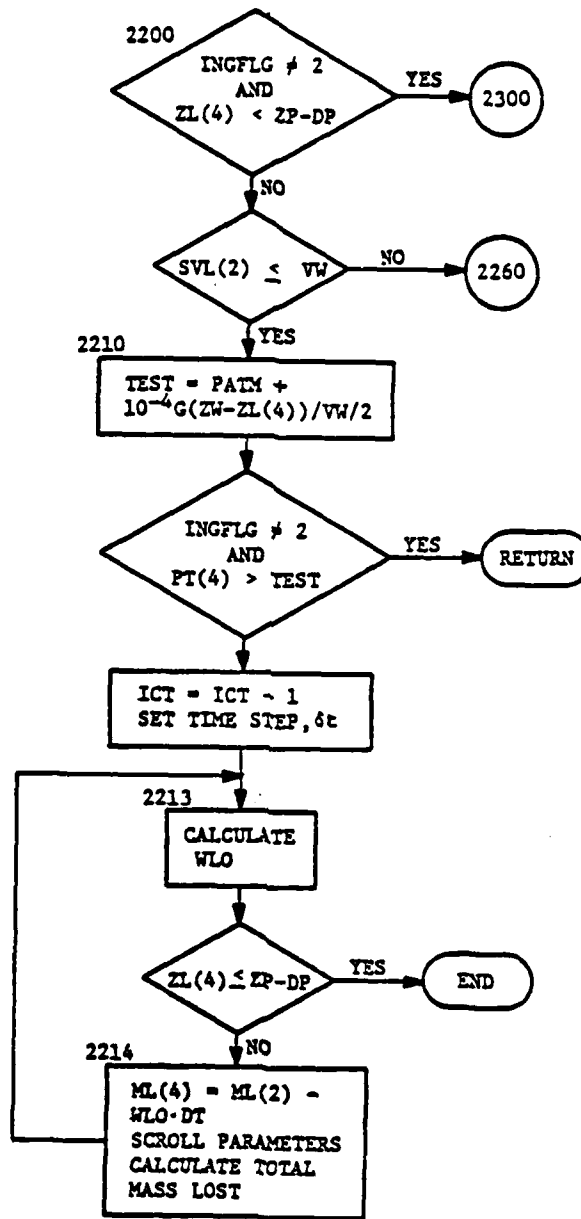 2200
INGFLG ≠ 2
AND
ZL(4) < ZP-DP
YES
2300
NO
SVL(2) ≤ VW
NO
2260
YES
2210
TEST = PATM +
10⁻⁴G(ZW-ZL(4))/VW/2
INGFLG ≠ 2
AND
PT(4) > TEST
YES
RETURN
ICT = ICT - 1
SET TIME STEP, δt
2213
CALCULATE
WLO
ZL(4) ≤ ZP-DP
YES
END
NO
2214
ML(4) = ML(2) -
WLO·DT
SCROLL PARAMETERS
CALCULATE TOTAL
MASS LOST